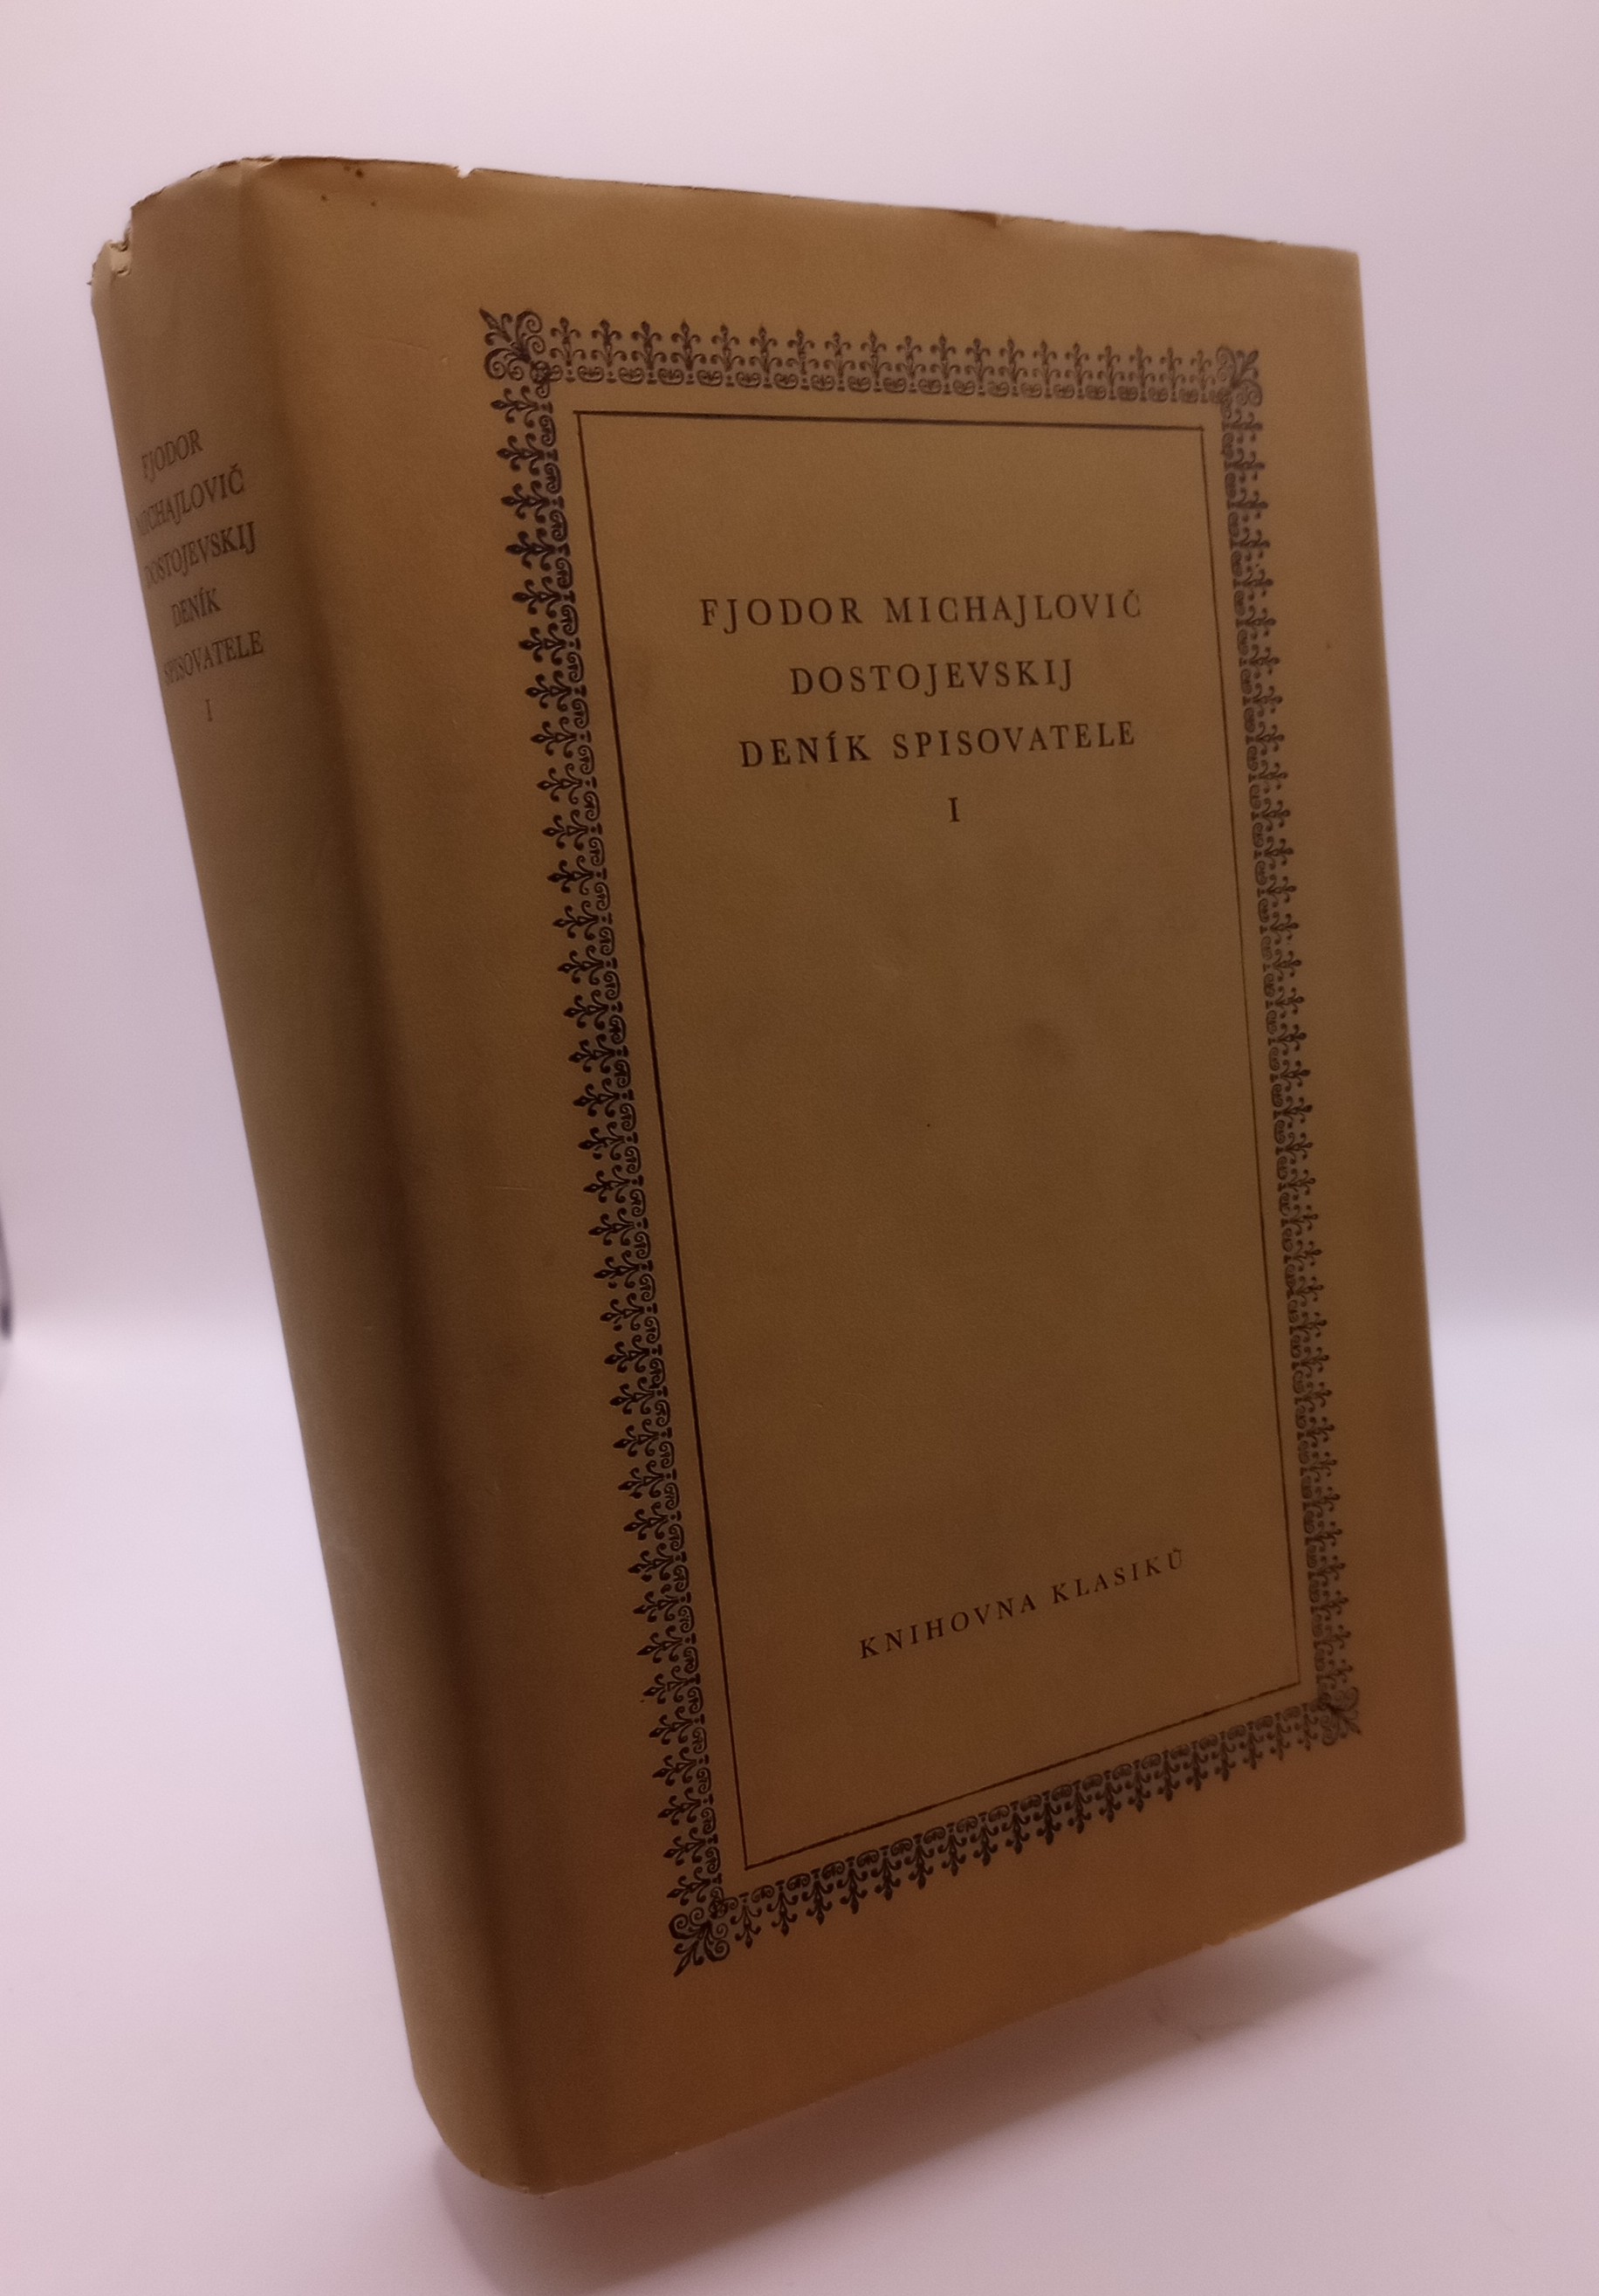 FJODOR
MICHAJLOVIČ
DOSTOJEVSKIJ
DENÍK
SPISOVATELE
I
FJODOR MICHAJLOVIČ
DOSTOJEVSKIJ
DENÍK SPISOVATELE
I
KNIHOVNA KLASIKŮ